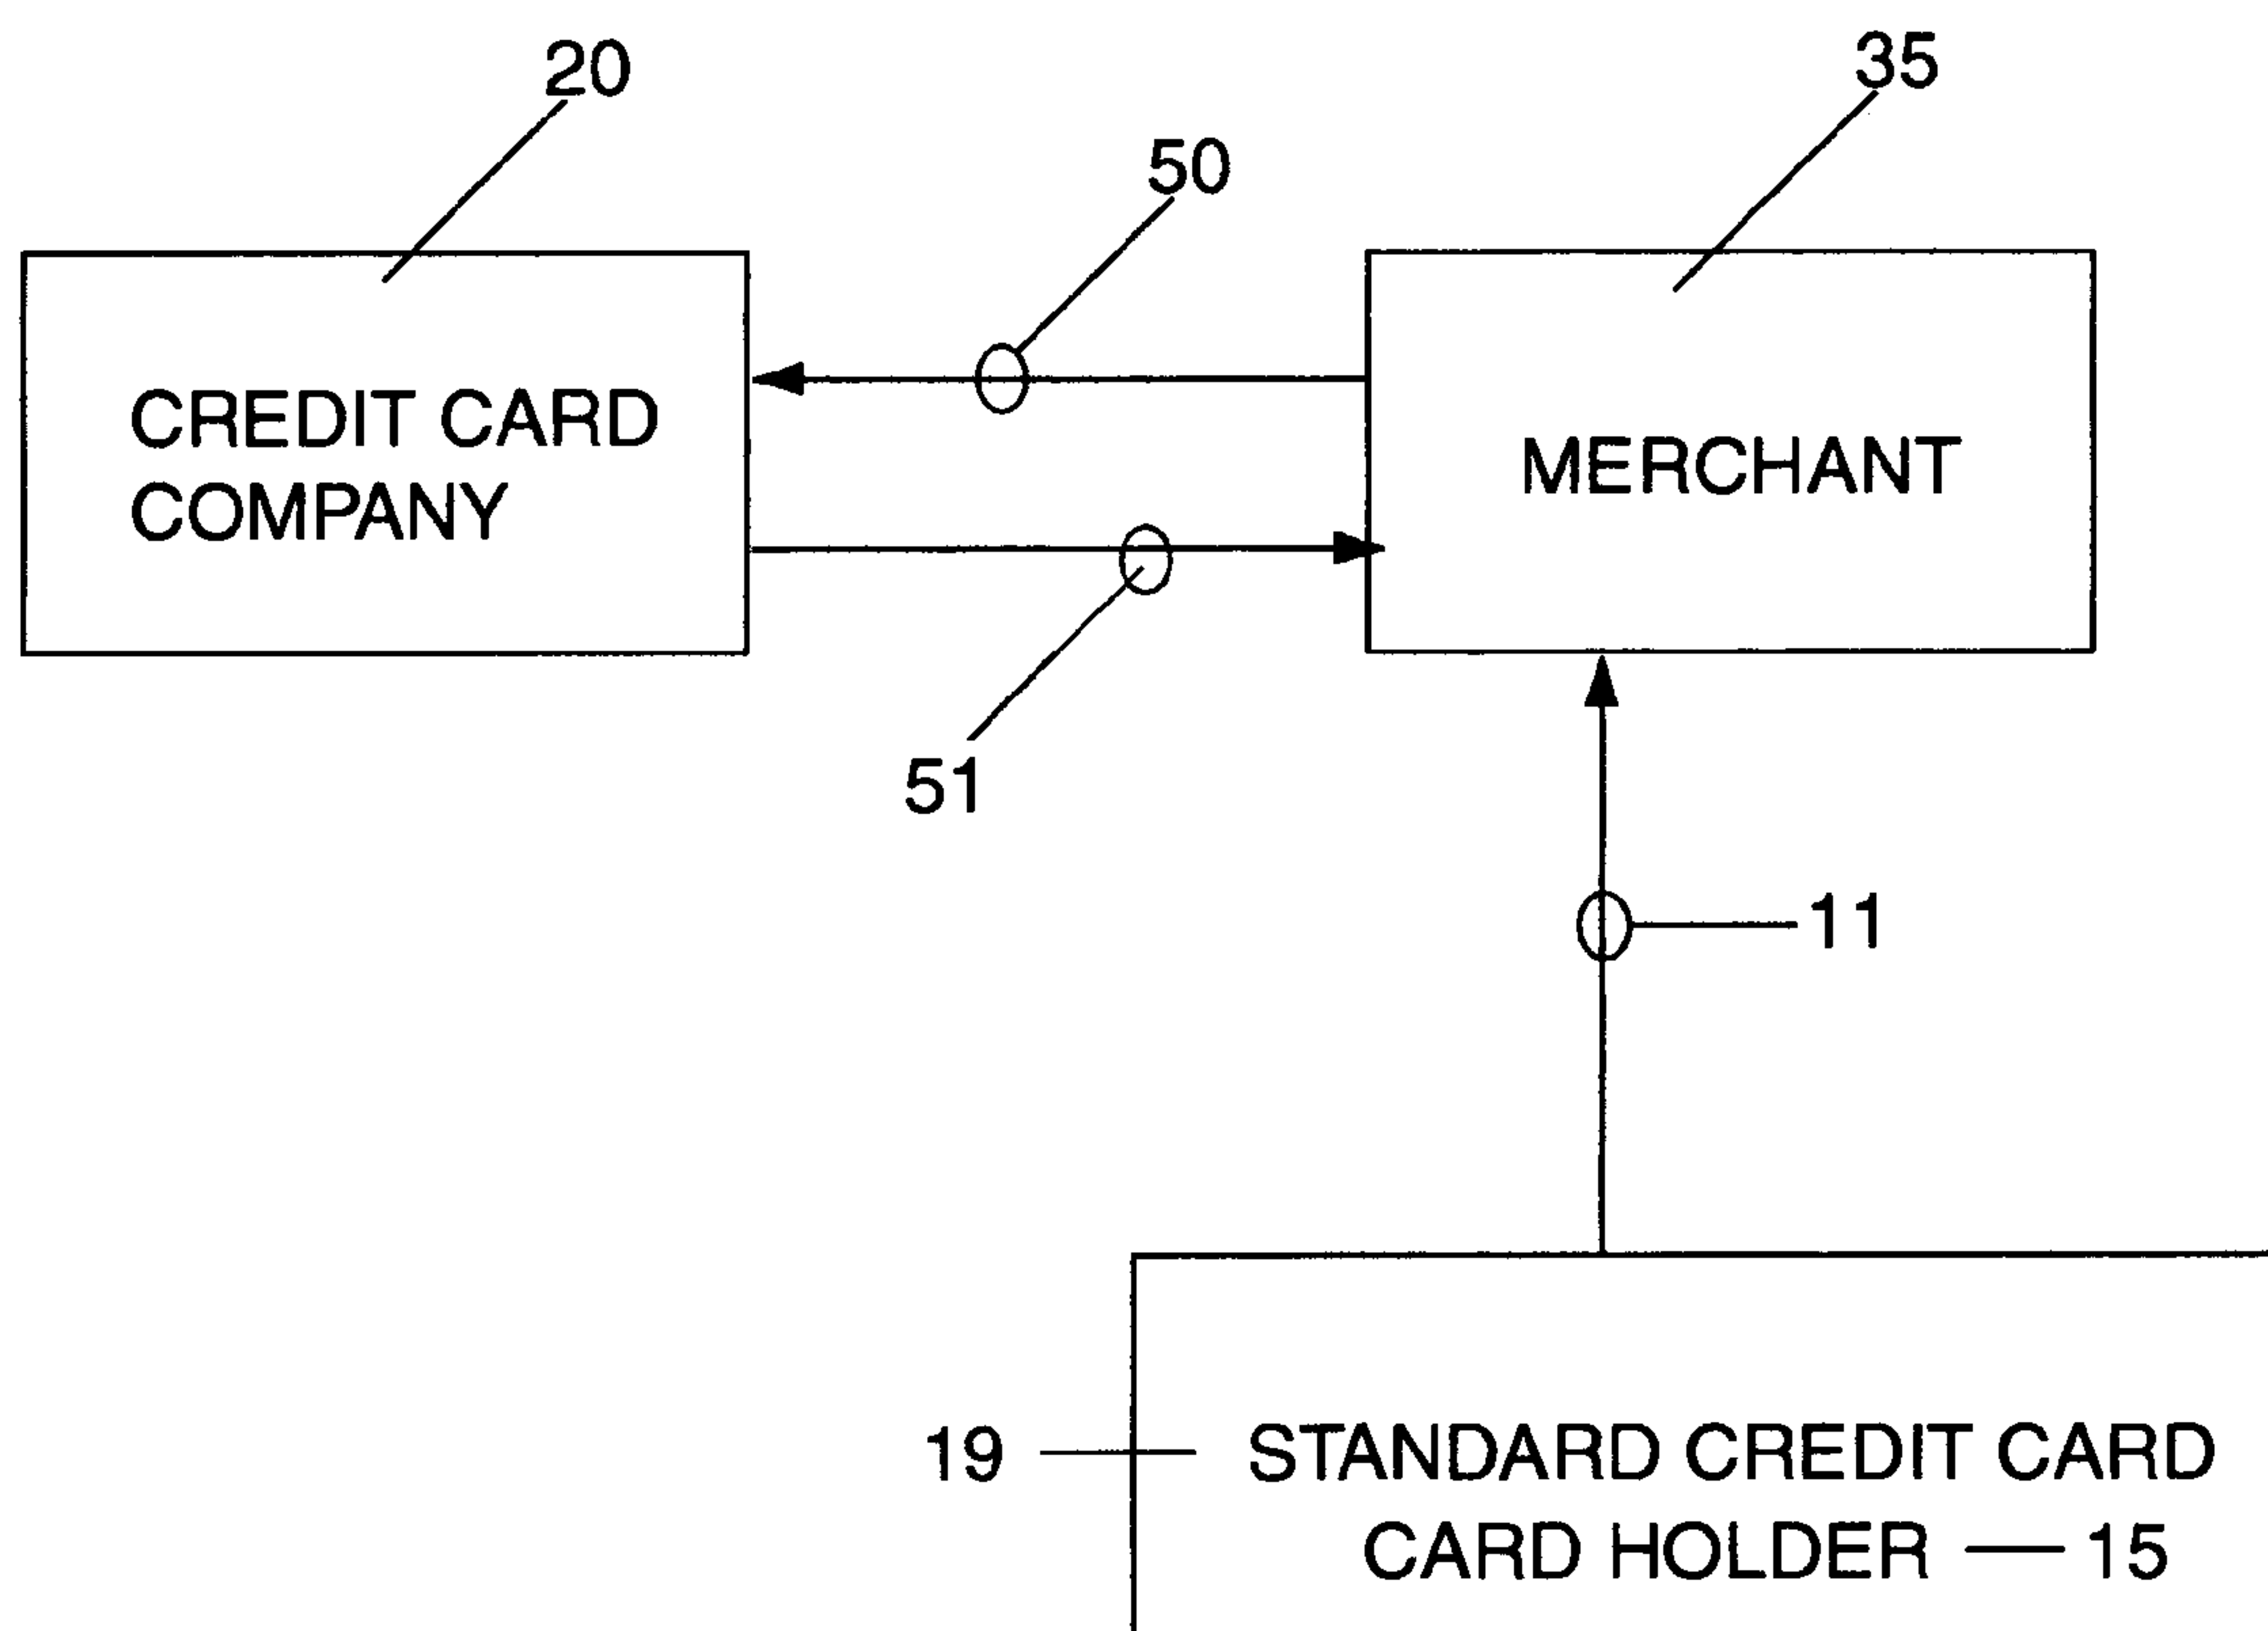 20
35
50
CREDIT CARD
COMPANY
MERCHANT
51
11
19
STANDARD CREDIT CARD
CARD HOLDER — 15